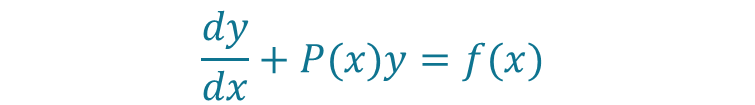 dy/dx + P(x)y = f(x)